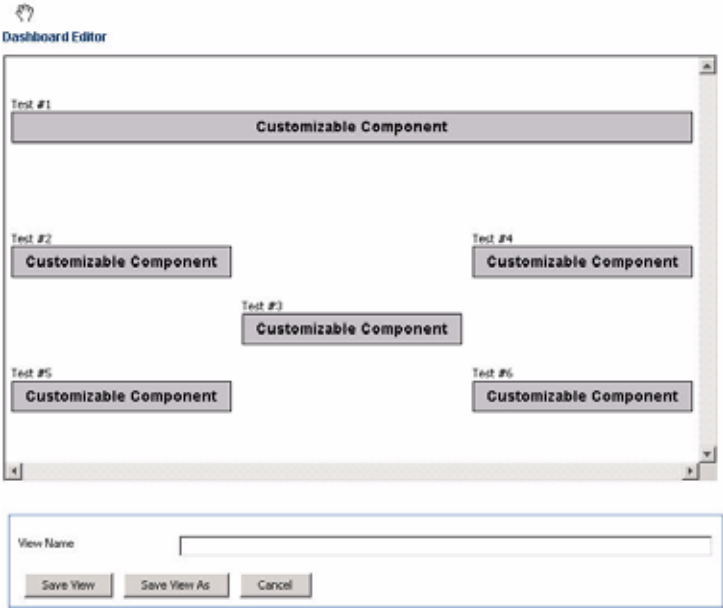 Dashboard Editor
Test #1
Customizable Component
Test #2
Test #4
Customizable Component
Customizable Component
Test #3
Customizable Component
Test #5
Test #6
Customizable Component
Customizable Component
View Name
Save View
Save View As
Cancel